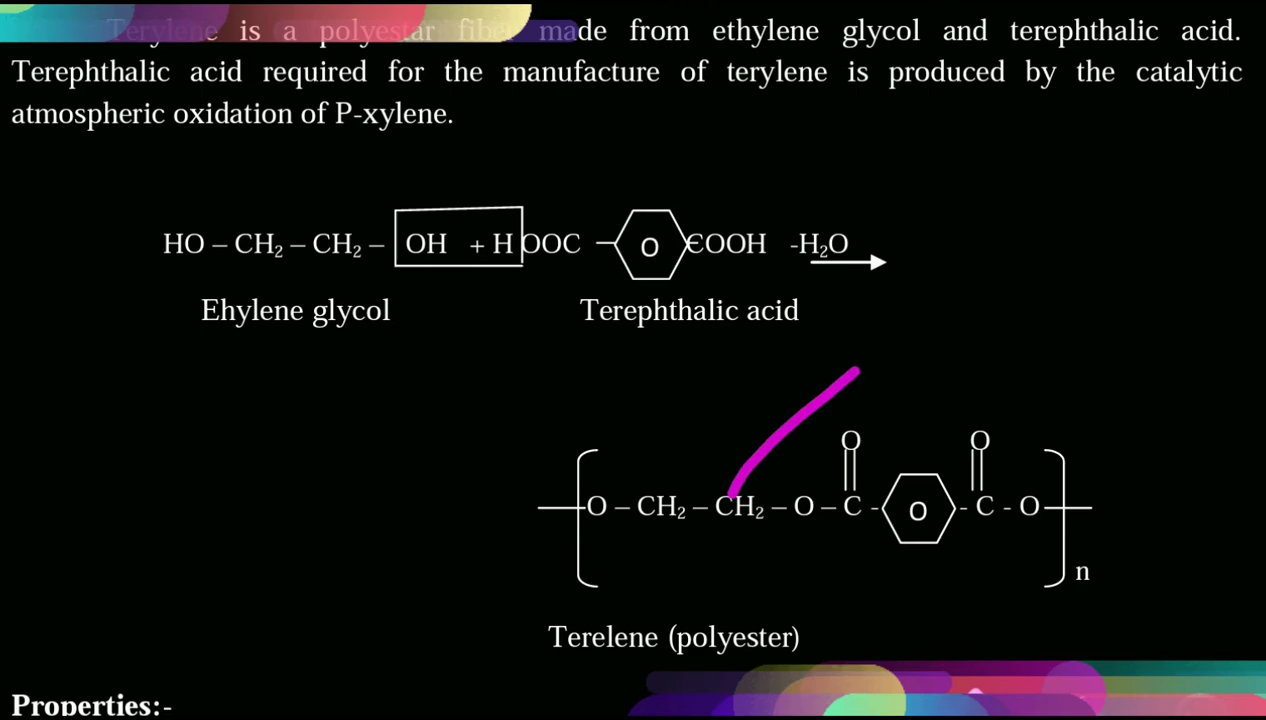 Terylene is a polyestar fiber made from ethylene glycol and terephthalic acid.
Terephthalic acid required for the manufacture of terylene is produced by the catalytic
atmospheric oxidation of P-xylene.
HO – CH₂ – CH₂ – OH + H OOC – O COOH -H₂O
Ehylene glycol Terephthalic acid
O O
O – CH₂ – CH₂ – O – C - O - C - O
n
Terelene (polyester)
Properties:-